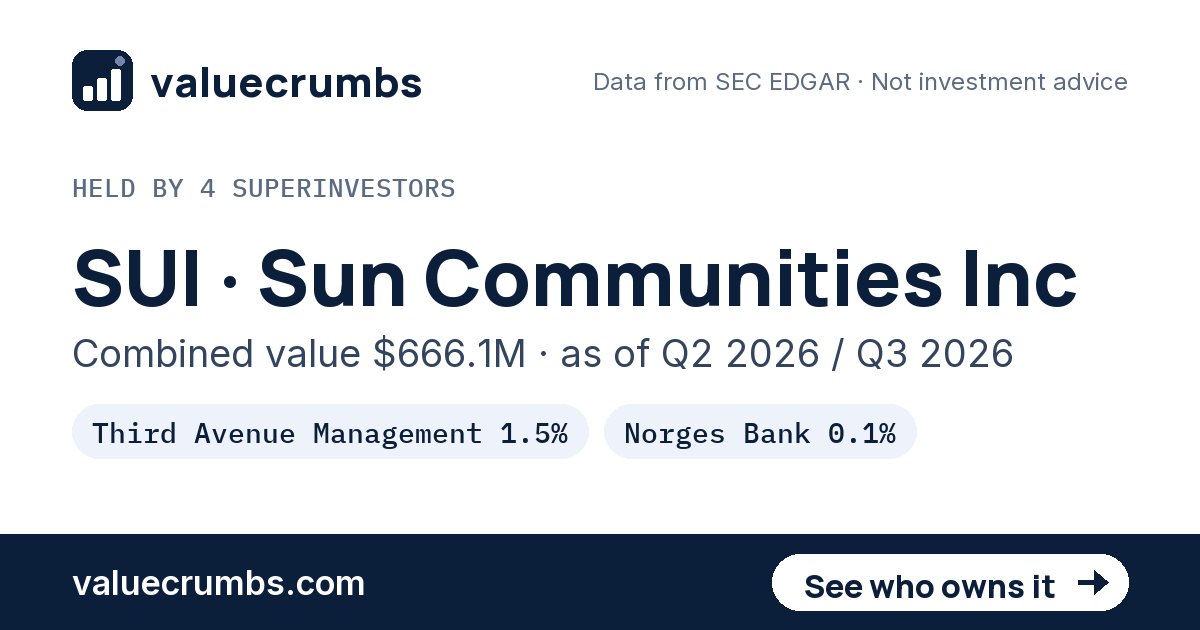 valuecrumbs
Data from SEC EDGAR · Not investment advice
HELD BY 4 SUPERINVESTORS
SUI · Sun Communities Inc
Combined value $666.1M · as of Q2 2026 / Q3 2026
Third Avenue Management 1.5%
Norges Bank 0.1%
valuecrumbs.com
See who owns it →